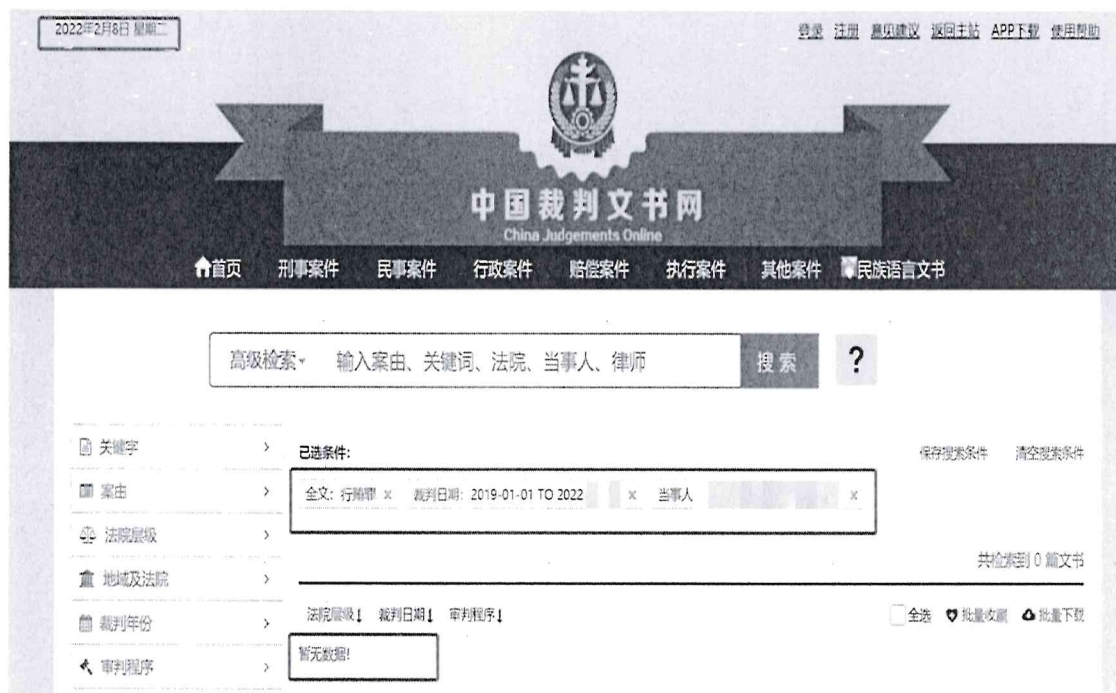 2022年2月8日 星期二
登录 注册 意见建议 返回主站 APP下载 使用帮助
中国裁判文书网
China Judgements Online
首页 刑事案件 民事案件 行政案件 赔偿案件 执行案件 其他案件 民族语言文书
高级检索 输入案由、关键词、法院、当事人、律师 搜索 ?
关键字 >
已选条件: 保存搜索条件 清空搜索条件
案由 >
全文: 行贿罪 × 裁判日期: 2019-01-01 TO 2022 × 当事人 ×
法院层级 >
共检索到 0 篇文书
地域及法院 >
法院层级↓ 裁判日期↓ 审判程序↓ 全选 批量收藏 批量下载
裁判年份 >
暂无数据!
审判程序 >